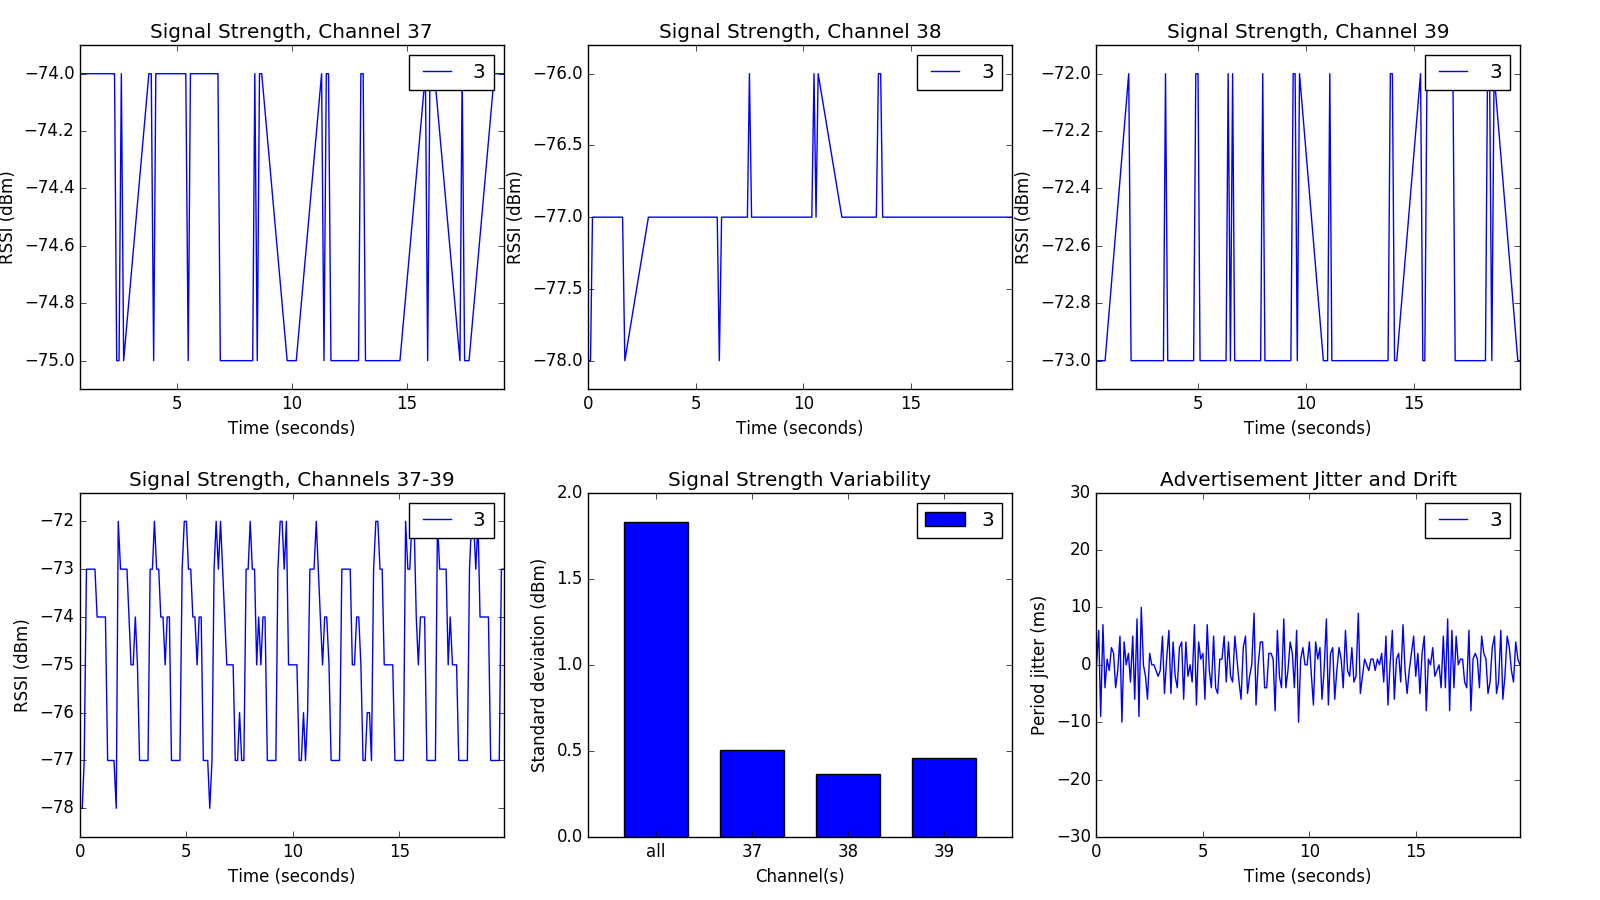 Signal Strength, Channel 37
−74.0
−74.2
−74.4
−74.6
−74.8
−75.0
RSSI (dBm)
3
5 10 15
Time (seconds)
Signal Strength, Channel 38
−76.0
−76.5
−77.0
−77.5
−78.0
RSSI (dBm)
3
0 5 10 15
Time (seconds)
Signal Strength, Channel 39
−72.0
−72.2
−72.4
−72.6
−72.8
−73.0
RSSI (dBm)
3
5 10 15
Time (seconds)
Signal Strength, Channels 37-39
−72
−73
−74
−75
−76
−77
−78
RSSI (dBm)
3
0 5 10 15
Time (seconds)
Signal Strength Variability
2.0
1.5
1.0
0.5
0.0
Standard deviation (dBm)
3
all 37 38 39
Channel(s)
Advertisement Jitter and Drift
30
20
10
0
−10
−20
−30
Period jitter (ms)
3
0 5 10 15
Time (seconds)